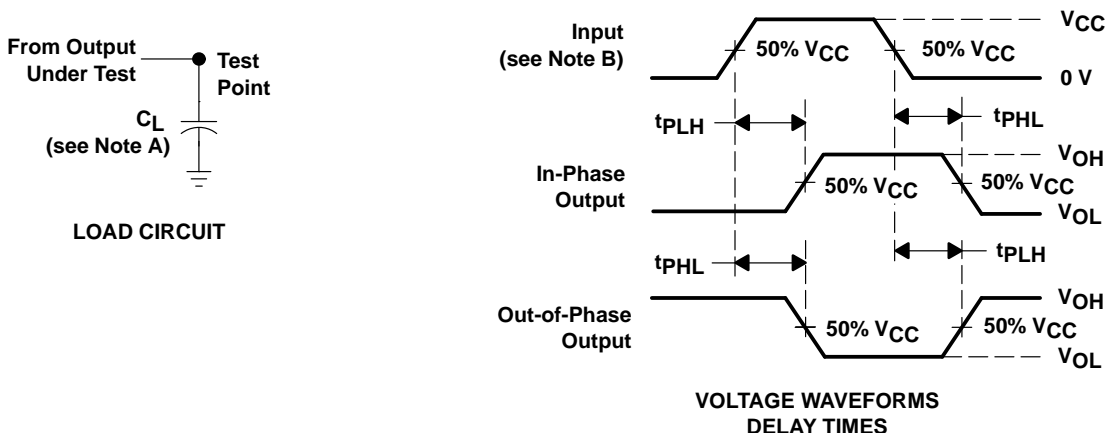 From Output
Under Test
Test
Point
CL
(see Note A)
LOAD CIRCUIT
Input
(see Note B)
50% VCC
50% VCC
VCC
0 V
tPLH
tPHL
In-Phase
Output
50% VCC
50% VCC
VOH
VOL
tPHL
tPLH
Out-of-Phase
Output
50% VCC
50% VCC
VOH
VOL
VOLTAGE WAVEFORMS
DELAY TIMES